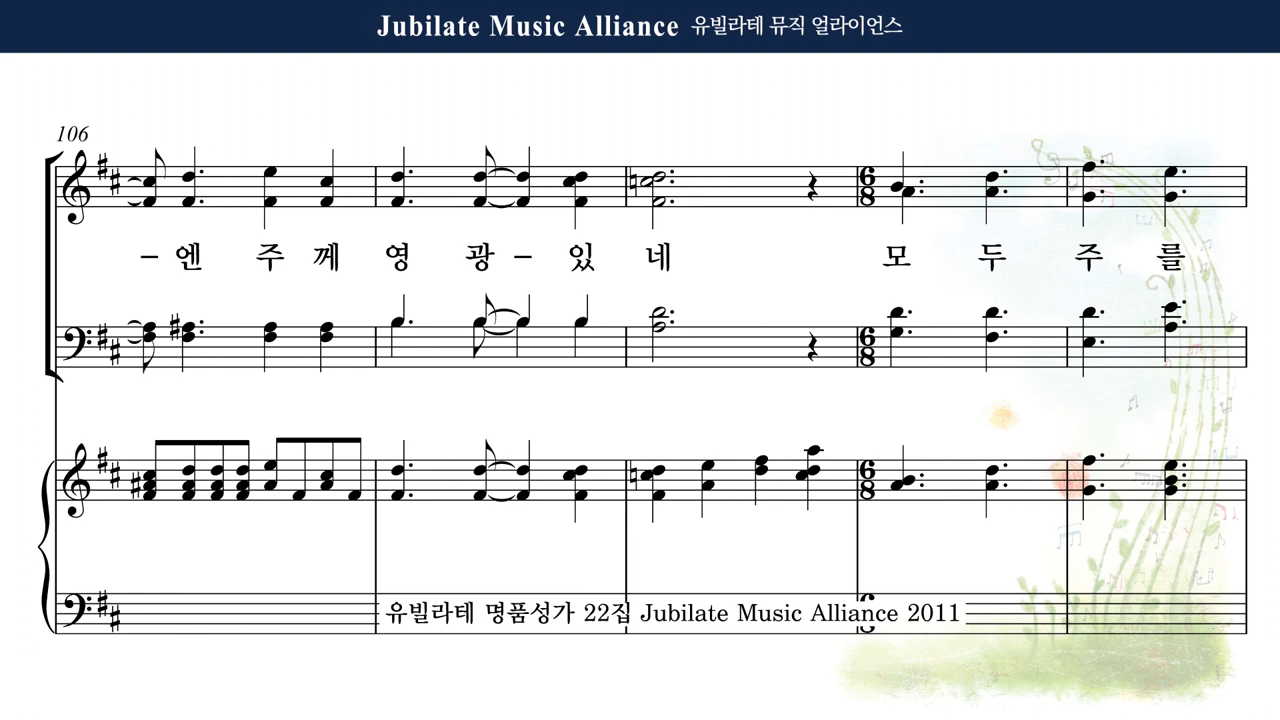 Jubilate Music Alliance 유빌라테 뮤직 얼라이언스
106
– 엔 주 께 영 광 – 있 네 모 두 주 를
유빌라테 명품성가 22집 Jubilate Music Alliance 2011